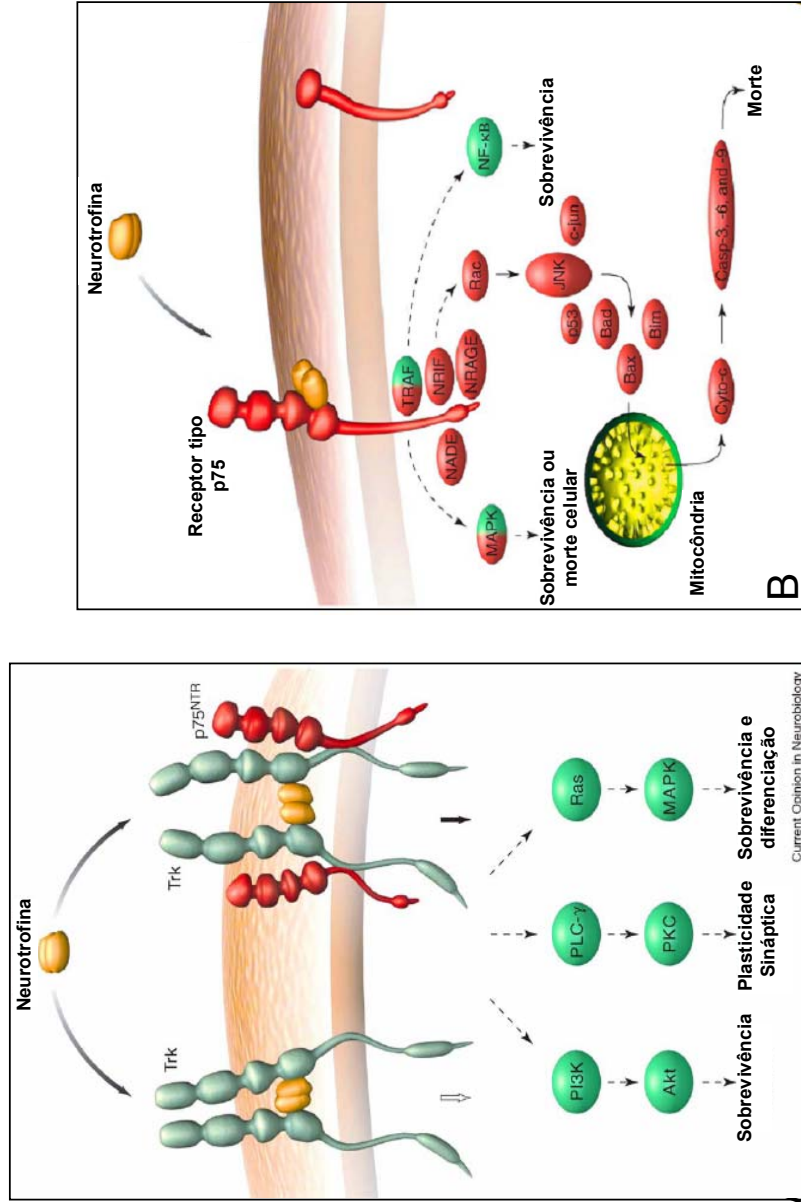 Neurotrofina
Trk
Trk
p75NTR
PI3K
PLC-γ
Ras
Akt
PKC
MAPK
Sobrevivência
Plasticidade
Sináptica
Sobrevivência e
diferenciação
Current Opinion in Neurobiology
Neurotrofina
Receptor tipo
p75
TRAF
NRIF
NRAGE
NADE
MAPK
Rac
NF-κB
Sobrevivência ou
morte celular
Sobrevivência
JNK
c-jun
p53
Bad
Bax
Bim
Mitocôndria
Cyto-c
Casp-3, -6, and -9
Morte
B